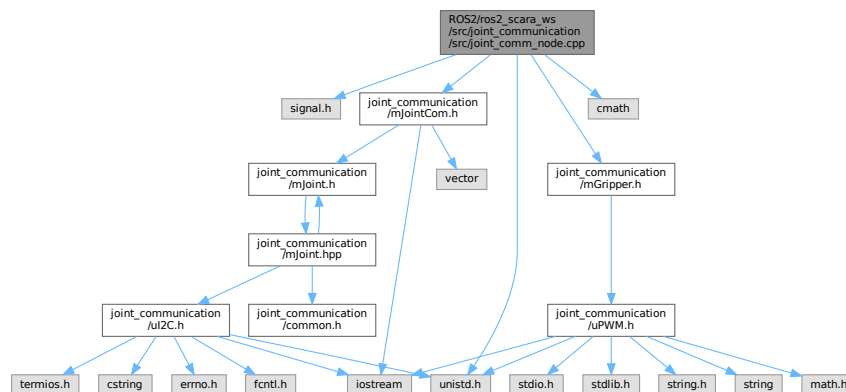 ROS2/ros2_scara_ws
/src/joint_communication
/src/joint_comm_node.cpp
signal.h
joint_communication
/mJointCom.h
cmath
joint_communication
/mJoint.h
vector
joint_communication
/mGripper.h
joint_communication
/mJoint.hpp
joint_communication
/uI2C.h
joint_communication
/common.h
joint_communication
/uPWM.h
termios.h
cstring
errno.h
fcntl.h
iostream
unistd.h
stdio.h
stdlib.h
string.h
string
math.h